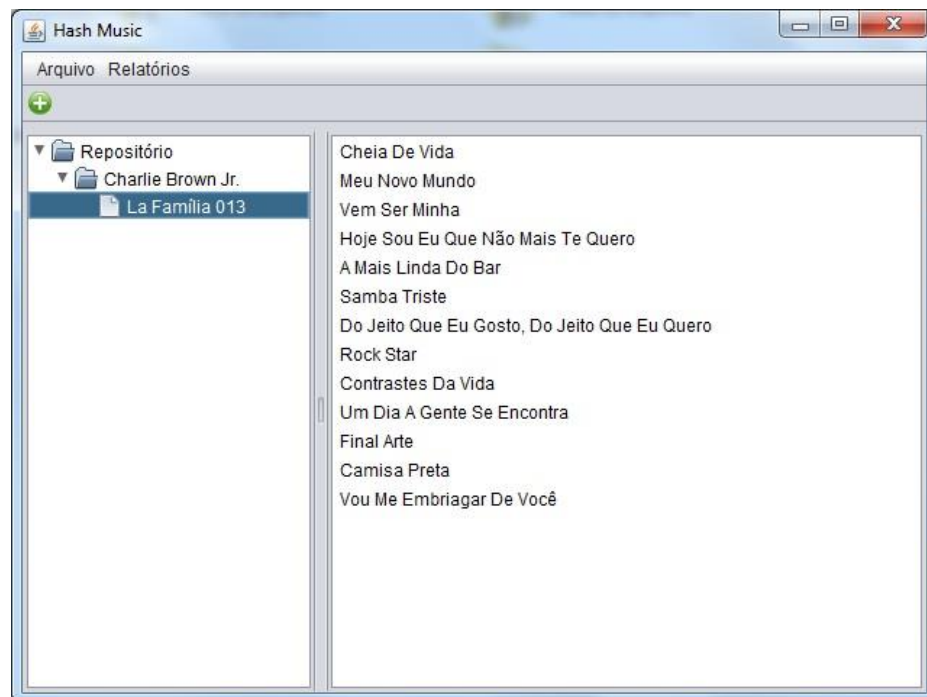 Hash Music
Arquivo Relatórios
Repositório
Charlie Brown Jr.
La Família 013
Cheia De Vida
Meu Novo Mundo
Vem Ser Minha
Hoje Sou Eu Que Não Mais Te Quero
A Mais Linda Do Bar
Samba Triste
Do Jeito Que Eu Gosto, Do Jeito Que Eu Quero
Rock Star
Contrastes Da Vida
Um Dia A Gente Se Encontra
Final Arte
Camisa Preta
Vou Me Embriagar De Você